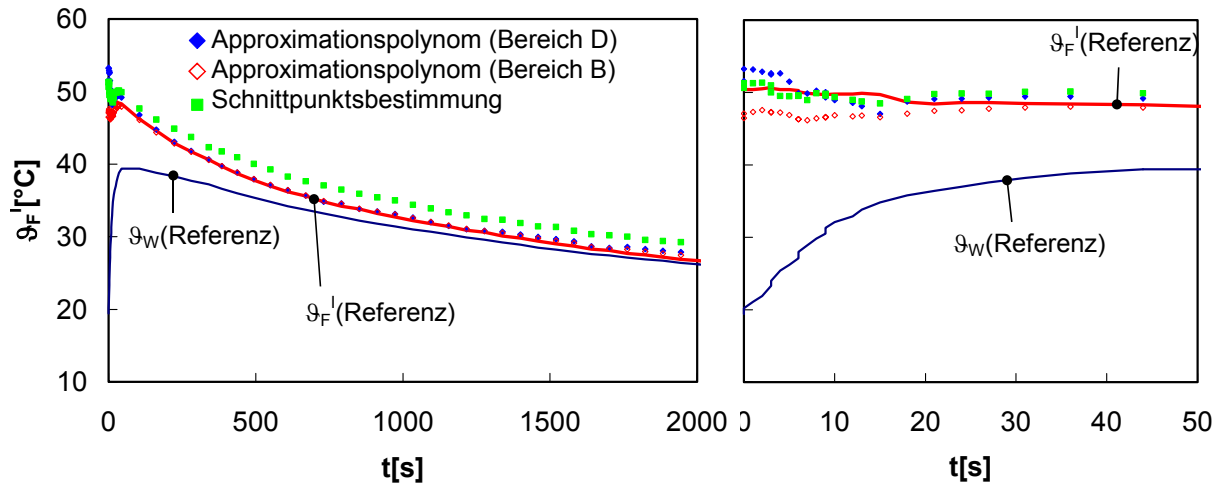 60
50
40
30
20
10
ϑF^I[°C]
Approximationspolynom (Bereich D)
Approximationspolynom (Bereich B)
Schnittpunktsbestimmung
ϑW(Referenz)
ϑF^I(Referenz)
0 500 1000 1500 2000
t[s]
ϑF^I(Referenz)
ϑW(Referenz)
0 10 20 30 40 50
t[s]